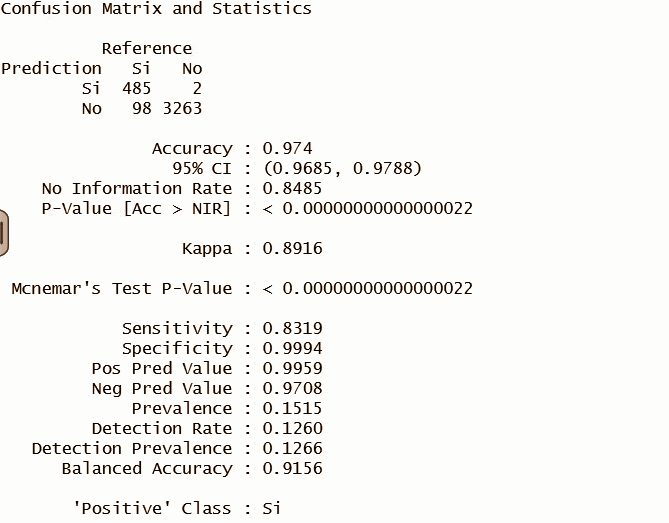 Confusion Matrix and Statistics
Reference
Prediction Si No
Si 485 2
No 98 3263
Accuracy : 0.974
95% CI : (0.9685, 0.9788)
No Information Rate : 0.8485
P-Value [Acc > NIR] : < 0.00000000000000022
Kappa : 0.8916
Mcnemar's Test P-Value : < 0.00000000000000022
Sensitivity : 0.8319
Specificity : 0.9994
Pos Pred Value : 0.9959
Neg Pred Value : 0.9708
Prevalence : 0.1515
Detection Rate : 0.1260
Detection Prevalence : 0.1266
Balanced Accuracy : 0.9156
'Positive' Class : Si